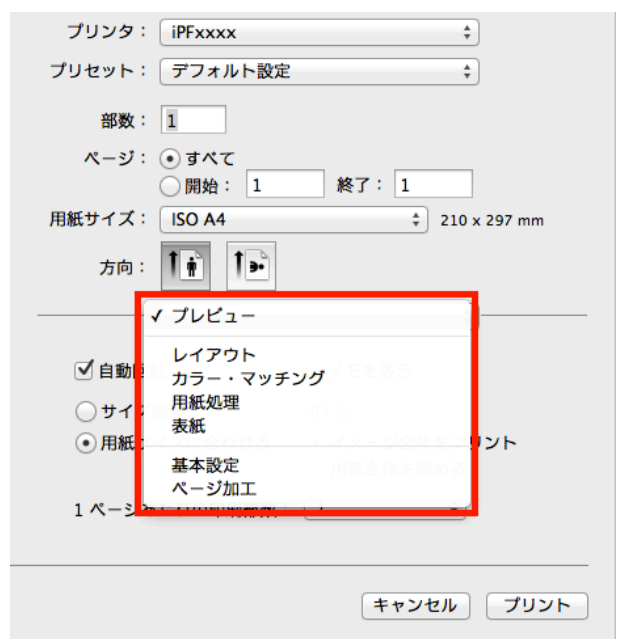 プリンタ： iPFxxxx
プリセット： デフォルト設定
部数： 1
ページ： すべて
開始： 1 終了： 1
用紙サイズ： ISO A4 210 x 297 mm
方向：
✓ プレビュー
レイアウト
カラー・マッチング
用紙処理
表紙
基本設定
ページ加工
自動
サイ
用紙 リント
1 ページ
キャンセル プリント